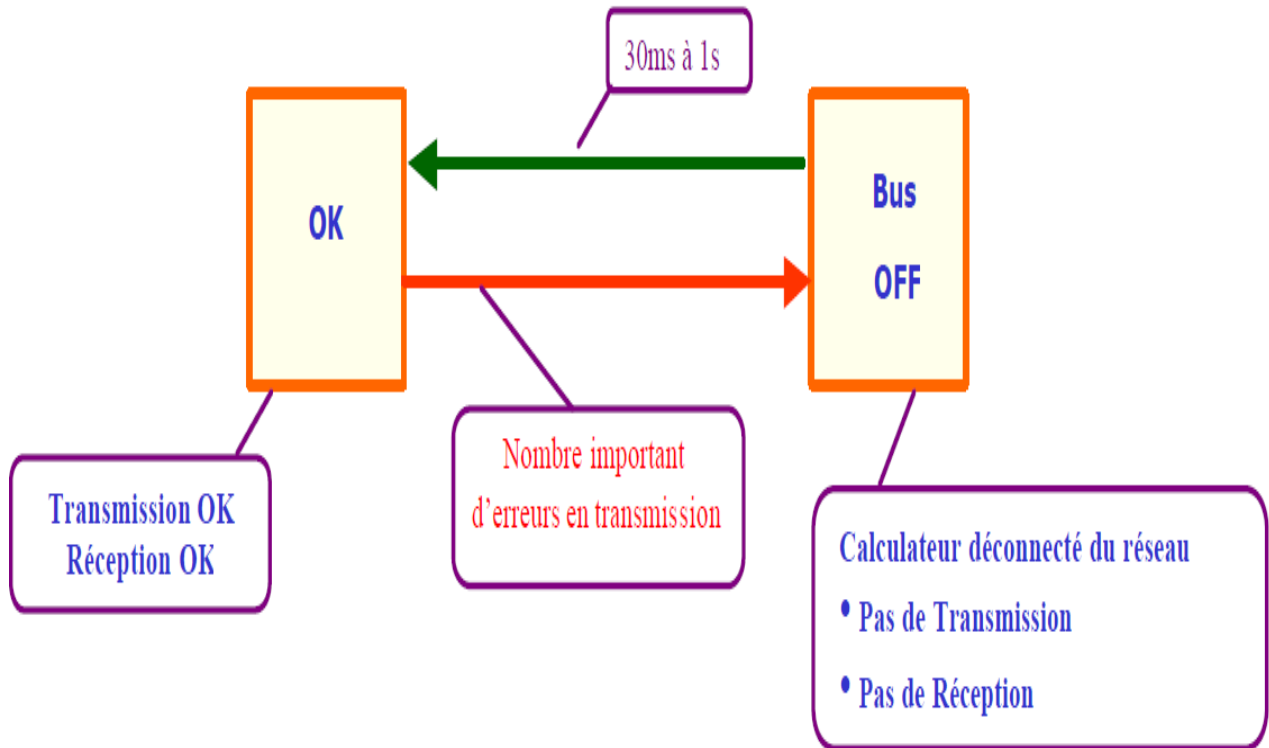 30ms à 1s
OK
Bus
OFF
Transmission OK
Réception OK
Nombre important
d'erreurs en transmission
Calculateur déconnecté du réseau
• Pas de Transmission
• Pas de Réception